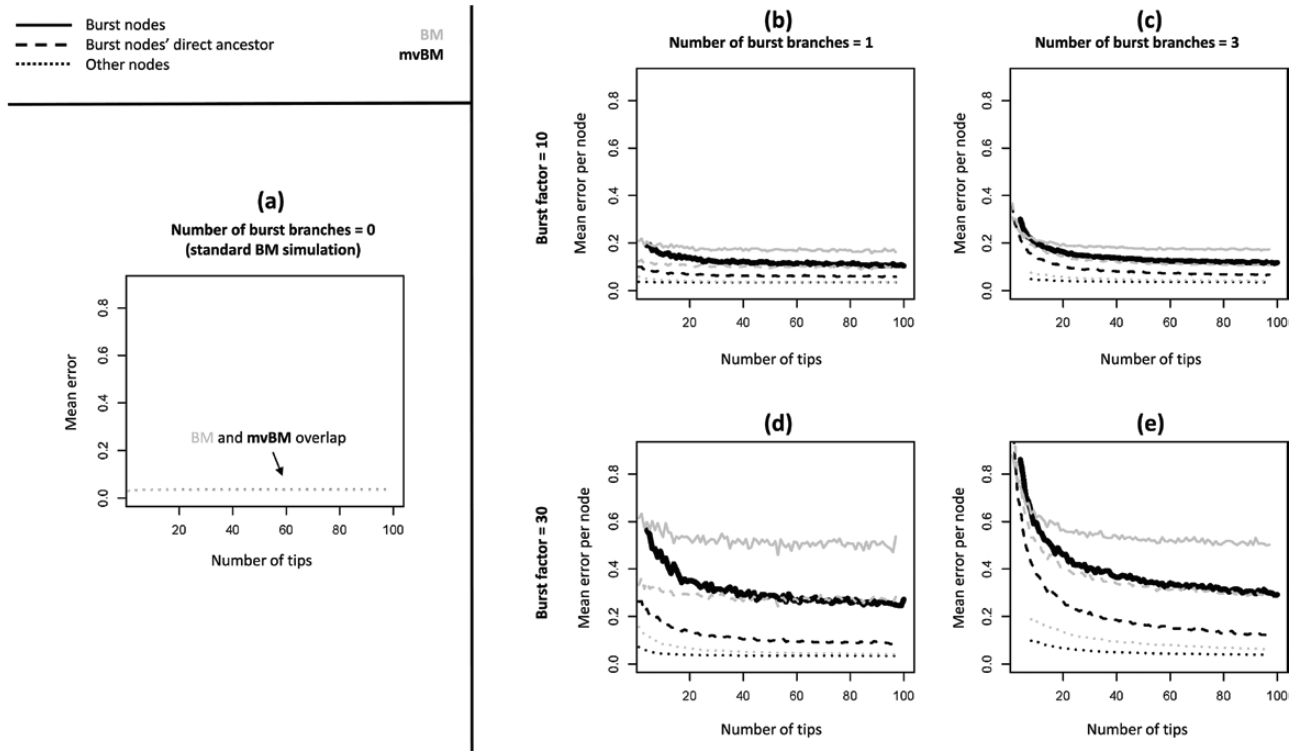 Burst nodes
Burst nodes' direct ancestor
Other nodes
BM
mvBM
(a)
Number of burst branches = 0
(standard BM simulation)
Mean error
0.0
0.2
0.4
0.6
0.8
BM and mvBM overlap
20
40
60
80
100
Number of tips
(b)
Number of burst branches = 1
Burst factor = 10
Mean error per node
0.0
0.2
0.4
0.6
0.8
20
40
60
80
100
Number of tips
(c)
Number of burst branches = 3
Mean error per node
0.0
0.2
0.4
0.6
0.8
20
40
60
80
100
Number of tips
(d)
Burst factor = 30
Mean error per node
0.0
0.2
0.4
0.6
0.8
20
40
60
80
100
Number of tips
(e)
Mean error per node
0.0
0.2
0.4
0.6
0.8
20
40
60
80
100
Number of tips